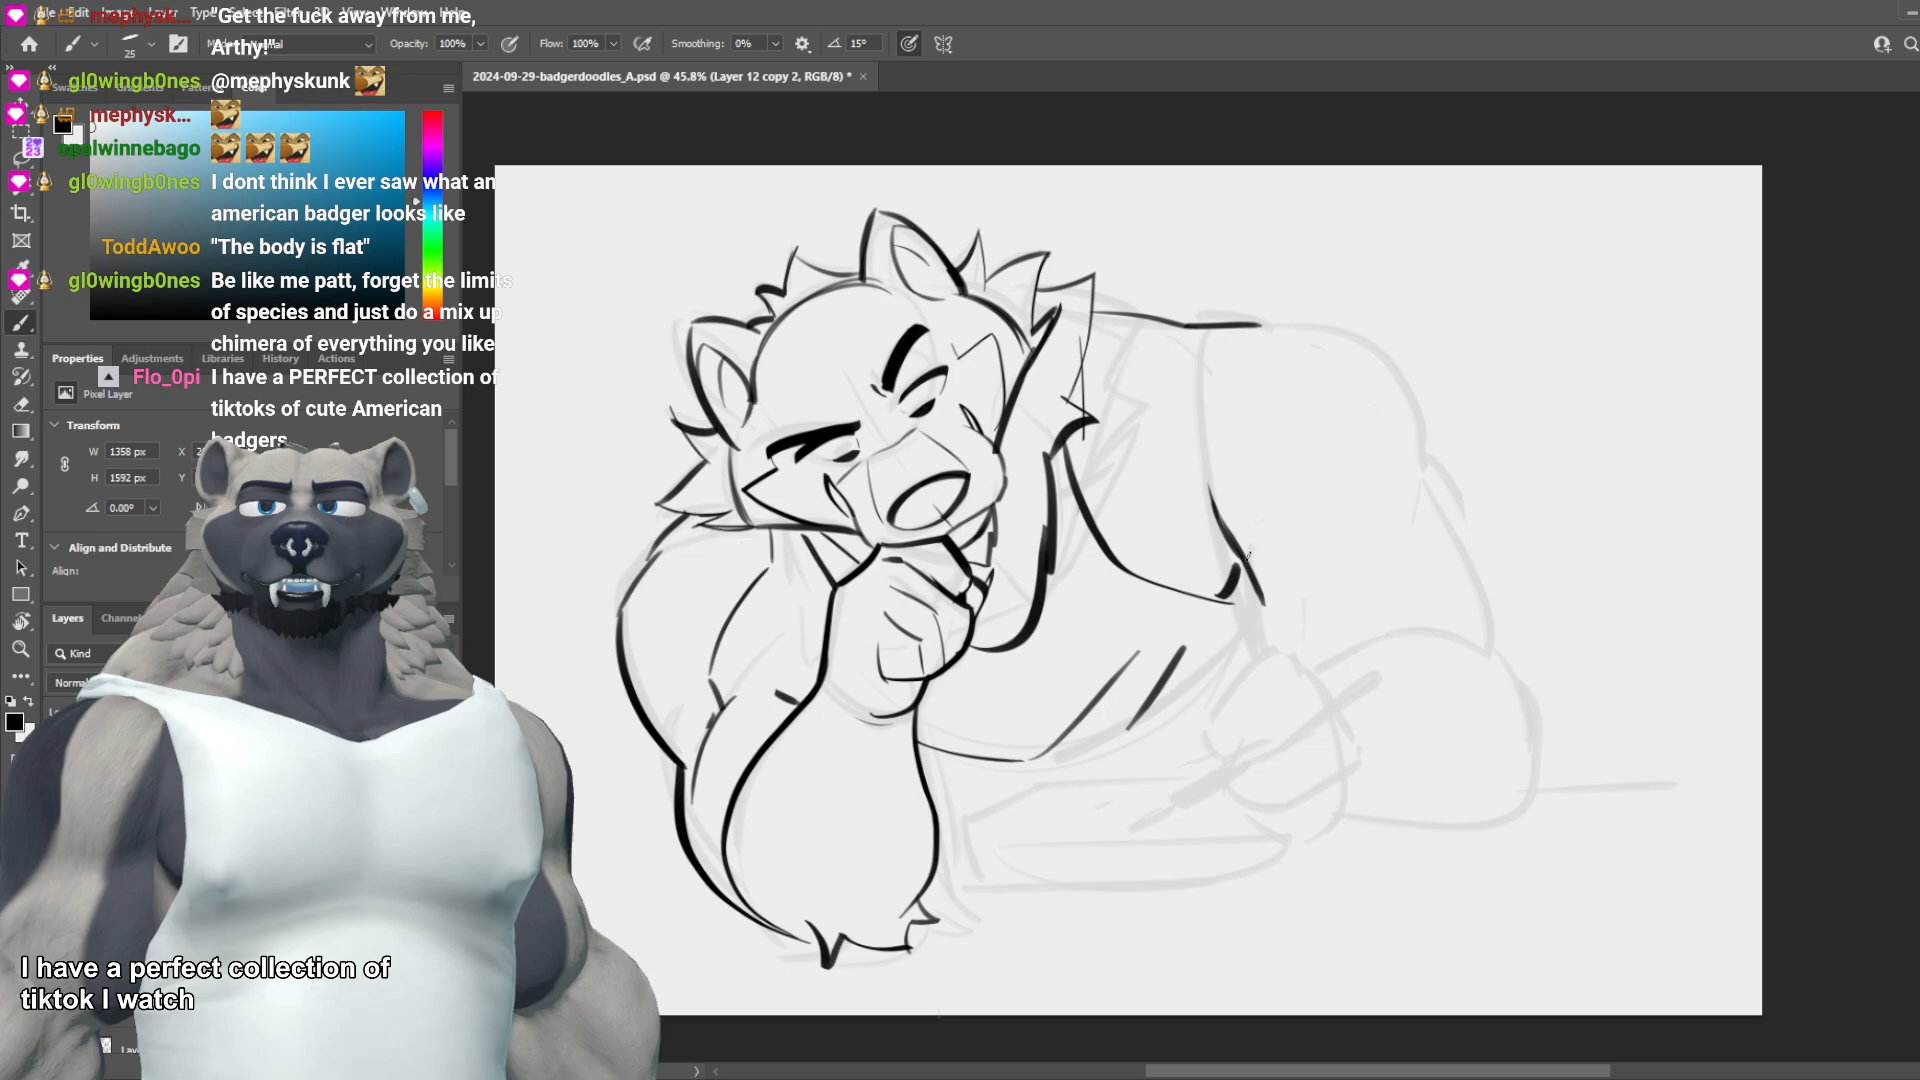 mephysk... "Get the fuck away from me,
Arthy!"
gl0wingb0nes @mephyskunk
mephysk...
opalwinnebago
gl0wingb0nes I dont think I ever saw what an
american badger looks like
ToddAwoo "The body is flat"
gl0wingb0nes Be like me patt, forget the limits
of species and just do a mix up
chimera of everything you like
Flo_0pi I have a PERFECT collection of
tiktoks of cute American
badgers
25
Opacity: 100% Flow: 100% Smoothing: 0% 15°
2024-09-29-badgerdoodles_A.psd @ 45.8% (Layer 12 copy 2, RGB/8) * ×
Properties Adjustments Libraries History Actions
Pixel Layer
Transform
W 1358 px X
H 1592 px Y
0.00°
Align and Distribute
Align:
Layers
Kind
I have a perfect collection of
tiktok I watch